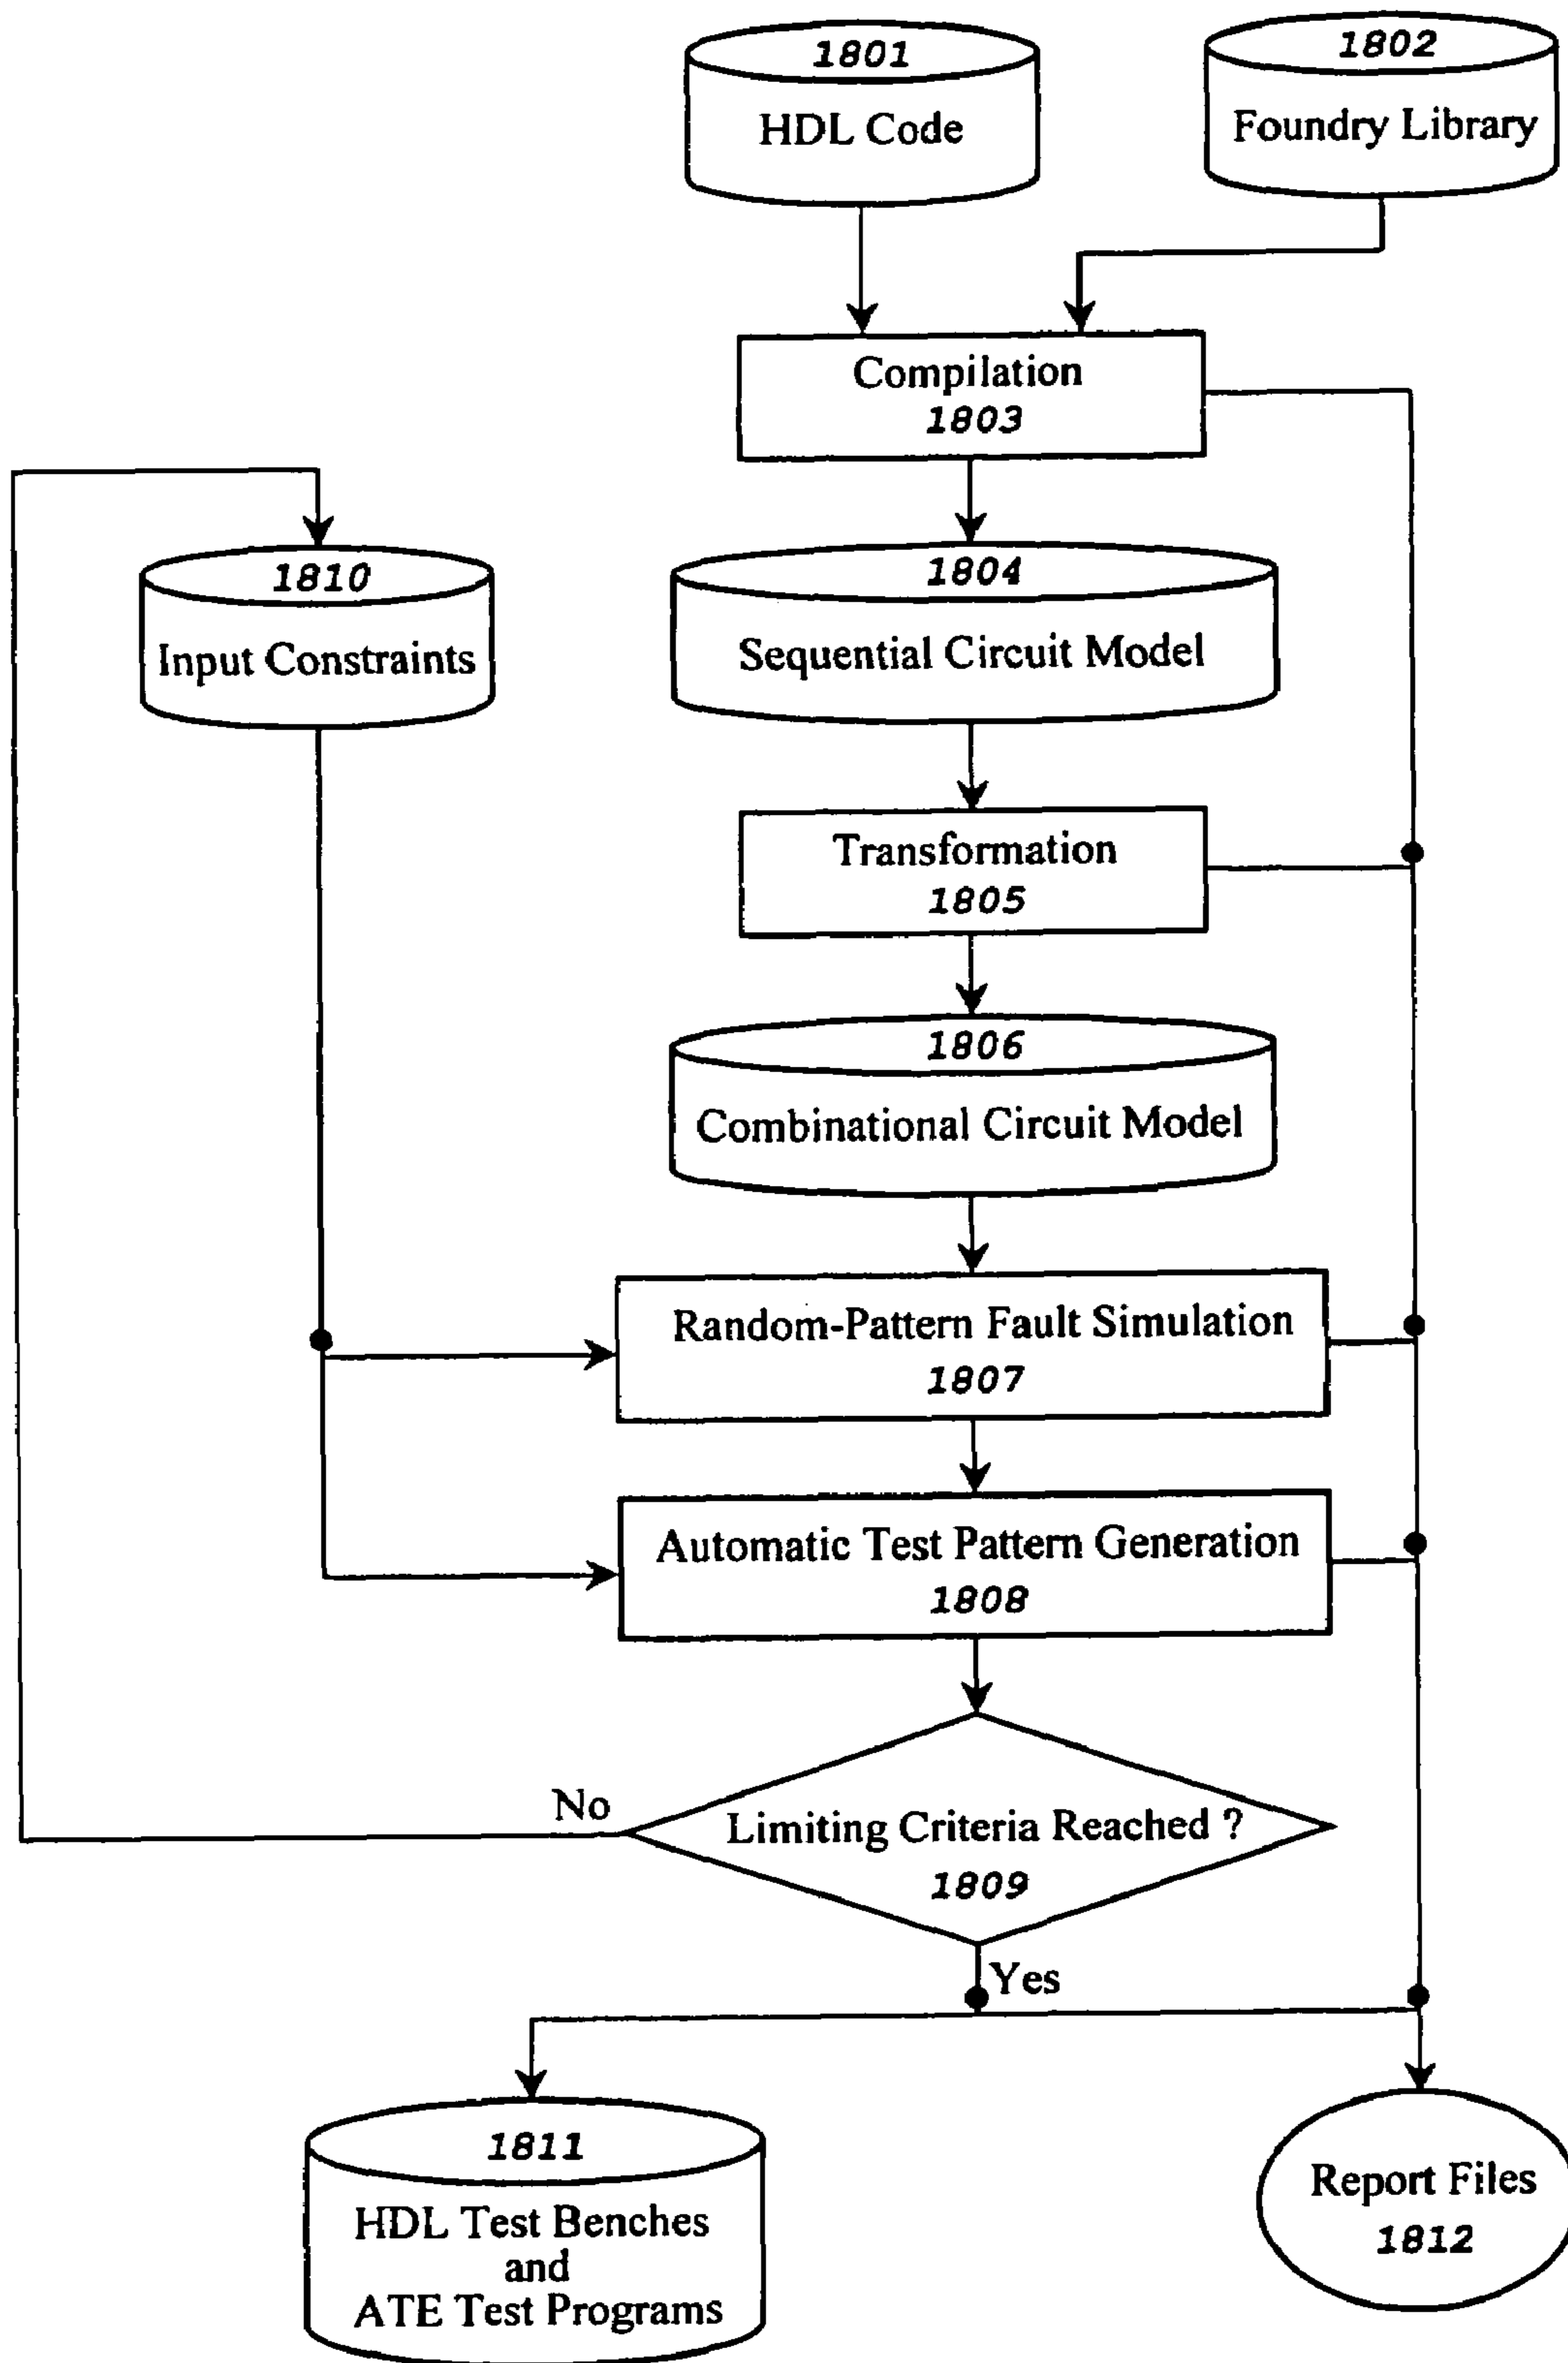 1801
HDL Code
1802
Foundry Library
Compilation
1803
1810
Input Constraints
1804
Sequential Circuit Model
Transformation
1805
1806
Combinational Circuit Model
Random-Pattern Fault Simulation
1807
Automatic Test Pattern Generation
1808
No
Limiting Criteria Reached ?
1809
Yes
1811
HDL Test Benches
and
ATE Test Programs
Report Files
1812